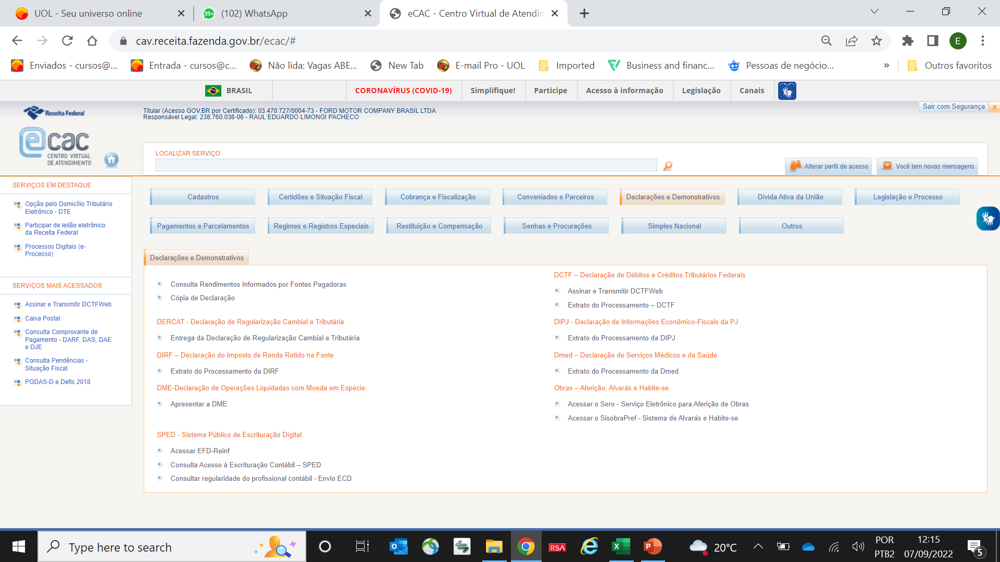 UOL - Seu universo online
99+
(102) WhatsApp
eCAC - Centro Virtual de Atendin
cav.receita.fazenda.gov.br/ecac/#
E
Enviados - cursos@...
Entrada - cursos@c...
Não lida: Vagas ABE...
New Tab
E-mail Pro - UOL
Imported
Business and financ...
Pessoas de negócio...
»
Outros favoritos
BRASIL
CORONAVÍRUS (COVID-19)
Simplifique!
Participe
Acesso à informação
Legislação
Canais
Receita Federal
Titular (Acesso GOV.BR por Certificado): 03.470.727/0004-73 - FORD MOTOR COMPANY BRASIL LTDA
Responsável Legal: 238.760.038-06 - RAUL EDUARDO LIMONGI PACHECO
Sair com Segurança
x
ecac
CENTRO VIRTUAL
DE ATENDIMENTO
LOCALIZAR SERVIÇO
Alterar perfil de acesso
Você tem novas mensagens
SERVIÇOS EM DESTAQUE
Opção pelo Domicílio Tributário
Eletrônico - DTE
Participar de leilão eletrônico
da Receita Federal
Processos Digitais (e-
Processo)
SERVIÇOS MAIS ACESSADOS
Assinar e Transmitir DCTFWeb
Caixa Postal
Consulta Comprovante de
Pagamento - DARF, DAS, DAE
e DJE
Consulta Pendências -
Situação Fiscal
PGDAS-D e Defis 2018
Cadastros
Certidões e Situação Fiscal
Cobrança e Fiscalização
Conveniados e Parceiros
Declarações e Demonstrativos
Dívida Ativa da União
Legislação e Processo
Pagamentos e Parcelamentos
Regimes e Registros Especiais
Restituição e Compensação
Senhas e Procurações
Simples Nacional
Outros
Declarações e Demonstrativos
Consulta Rendimentos Informados por Fontes Pagadoras
Cópia de Declaração
DERCAT - Declaração de Regularização Cambial e Tributária
Entrega da Declaração de Regularização Cambial e Tributária
DIRF – Declaração do Imposto de Renda Retido na Fonte
Extrato do Processamento da DIRF
DME-Declaração de Operações Liquidadas com Moeda em Espécie
Apresentar a DME
SPED - Sistema Público de Escrituração Digital
Acessar EFD-Reinf
Consulta Acesso à Escrituração Contábil – SPED
Consultar regularidade do profissional contábil - Envio ECD
DCTF – Declaração de Débitos e Créditos Tributários Federais
Assinar e Transmitir DCTFWeb
Extrato do Processamento – DCTF
DIPJ - Declaração de Informações Econômico-Fiscais da PJ
Extrato do Processamento da DIPJ
Dmed – Declaração de Serviços Médicos e da Saúde
Extrato do Processamento da Dmed
Obras – Aferição, Alvarás e Habite-se
Acessar o Sero - Serviço Eletrônico para Aferição de Obras
Acessar o SisobraPref - Sistema de Alvarás e Habite-se
Type here to search
RSA
20°C
POR
PTB2
12:15
07/09/2022
5